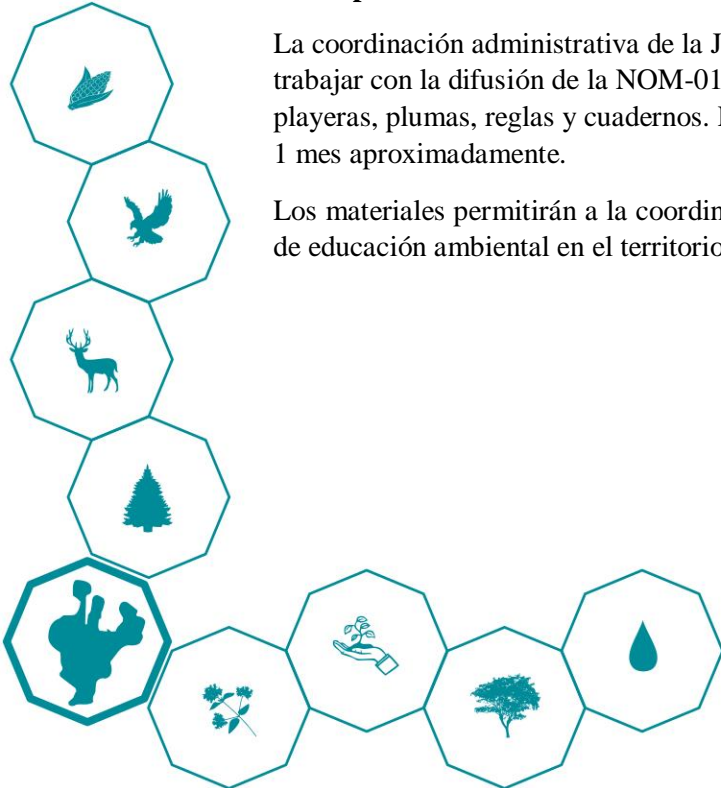 La coordinación administrativa de la J
trabajar con la difusión de la NOM-01
playeras, plumas, reglas y cuadernos.
1 mes aproximadamente.
Los materiales permitirán a la coordin
de educación ambiental en el territorio